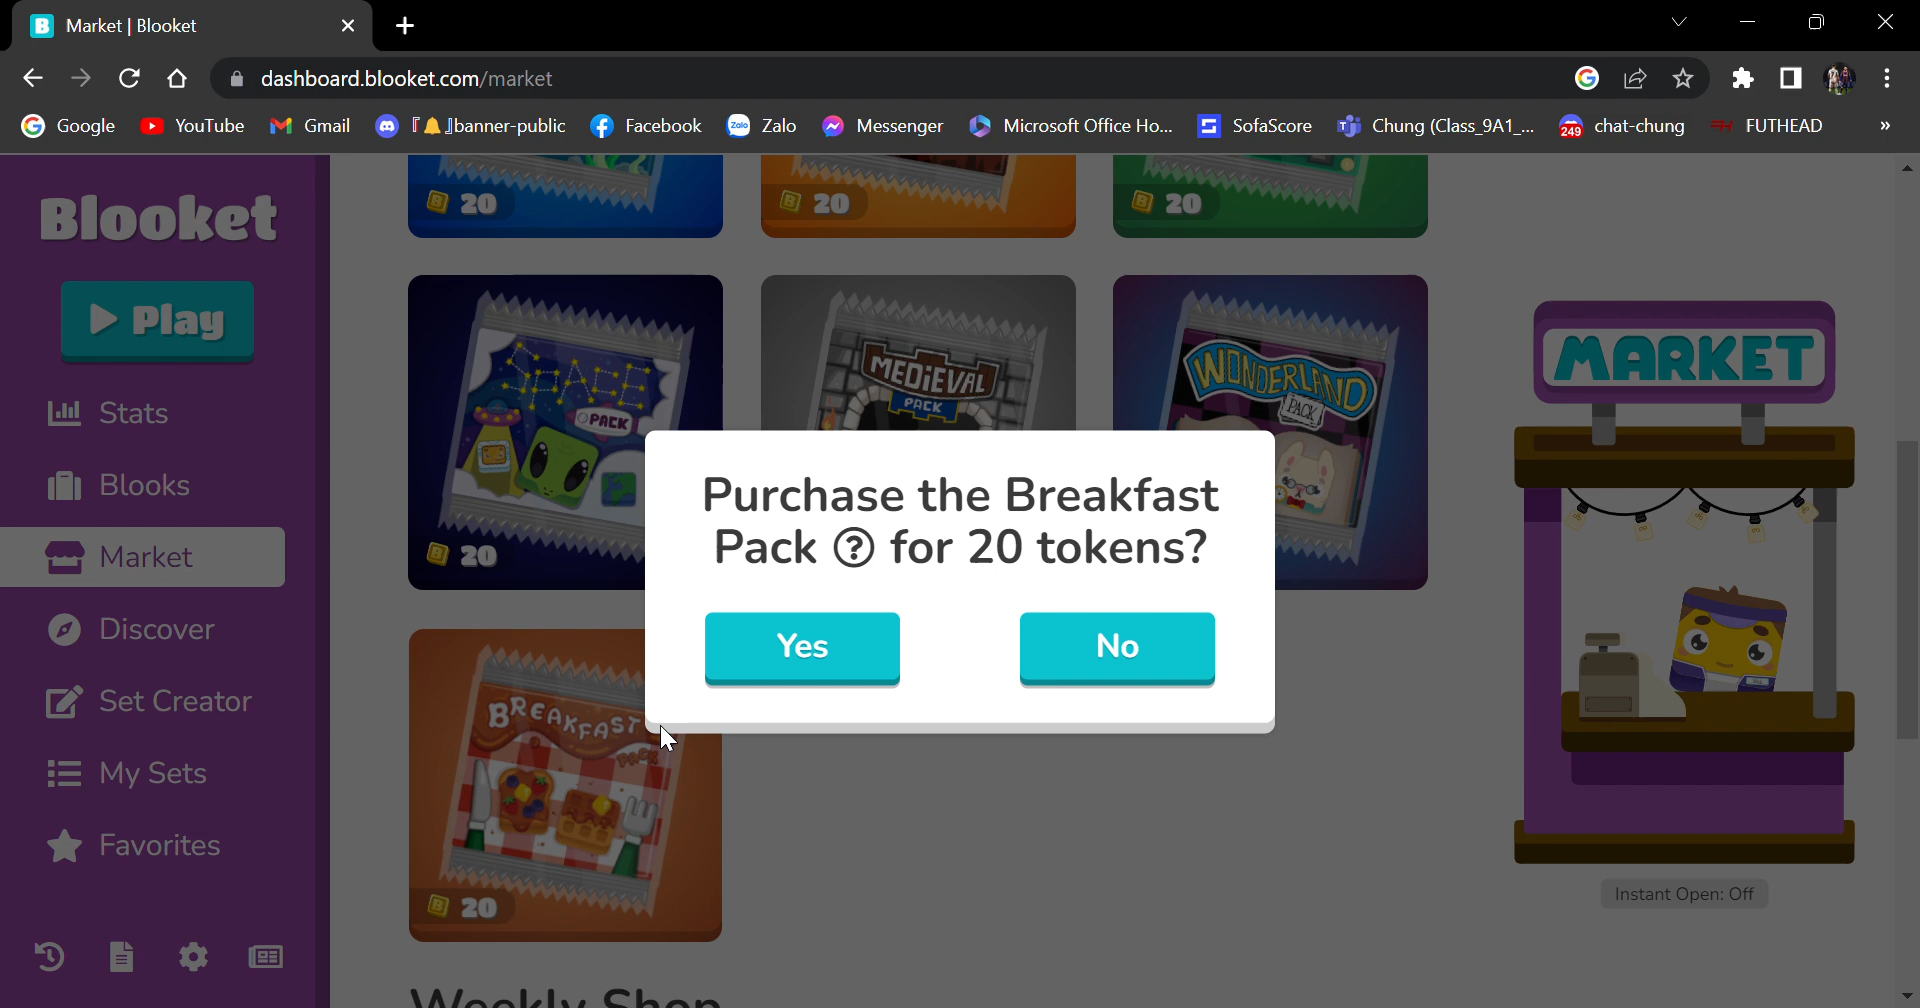 Market | Blooket
dashboard.blooket.com/market
Google YouTube Gmail 『🔔』banner-public Facebook Zalo Messenger Microsoft Office Ho... SofaScore Chung (Class_9A1_... 249 chat-chung FUTHEAD »
Blooket
Play
Stats
Blooks
Market
Discover
Set Creator
My Sets
Favorites
20 20 20
SPACE
PACK
20
MEDIEVAL
PACK
WONDERLAND
PACK
Purchase the Breakfast
Pack ? for 20 tokens?
Yes No
BREAKFAST
PACK
20
MARKET
Instant Open: Off
Weekly Shop